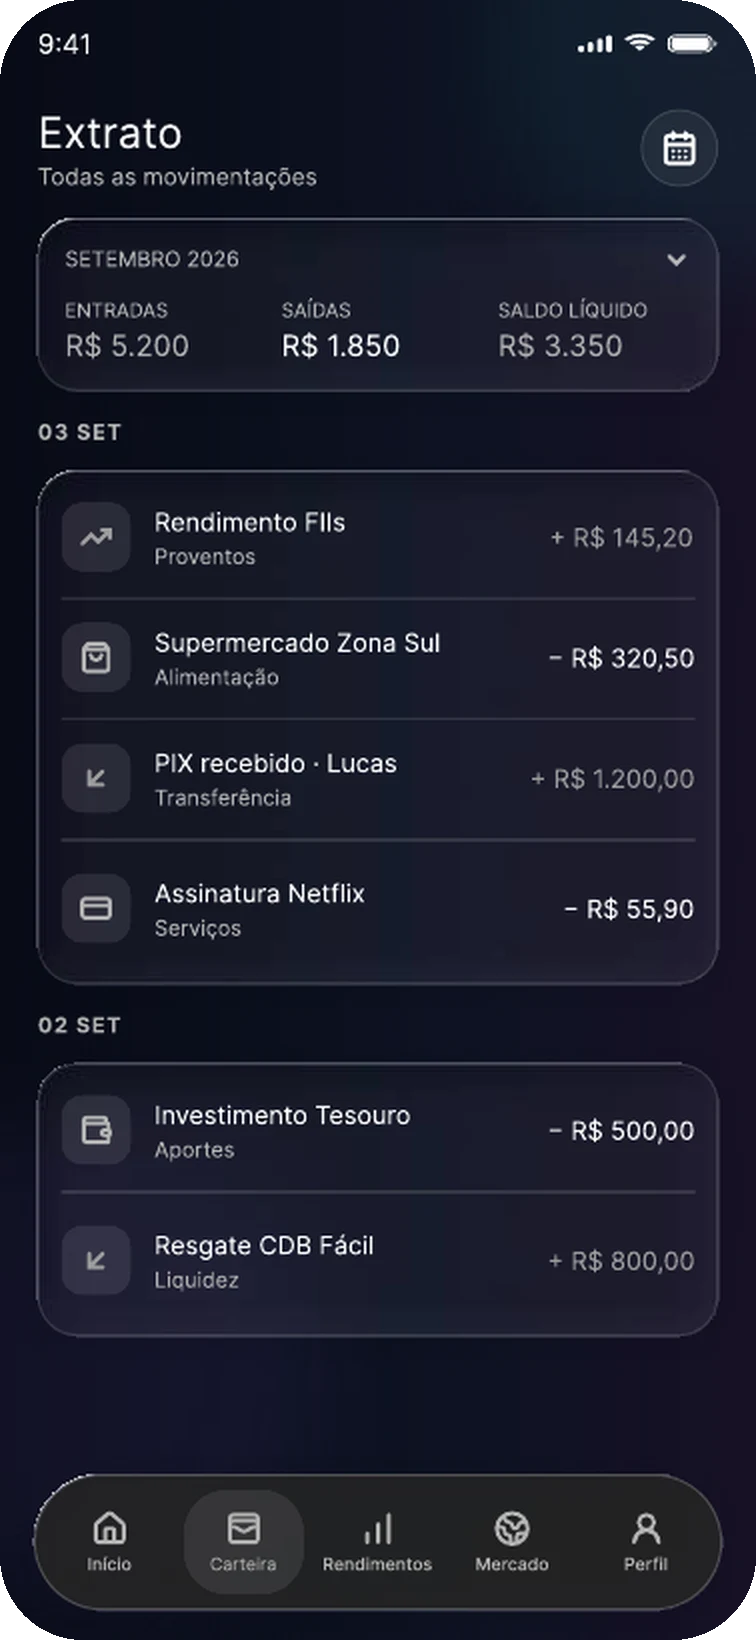 9:41
Extrato
Todas as movimentações
SETEMBRO 2026
ENTRADAS SAÍDAS SALDO LÍQUIDO
R$ 5.200 R$ 1.850 R$ 3.350
03 SET
Rendimento FIIs
Proventos
+ R$ 145,20
Supermercado Zona Sul
Alimentação
− R$ 320,50
PIX recebido · Lucas
Transferência
+ R$ 1.200,00
Assinatura Netflix
Serviços
− R$ 55,90
02 SET
Investimento Tesouro
Aportes
− R$ 500,00
Resgate CDB Fácil
Liquidez
+ R$ 800,00
Início Carteira Rendimentos Mercado Perfil